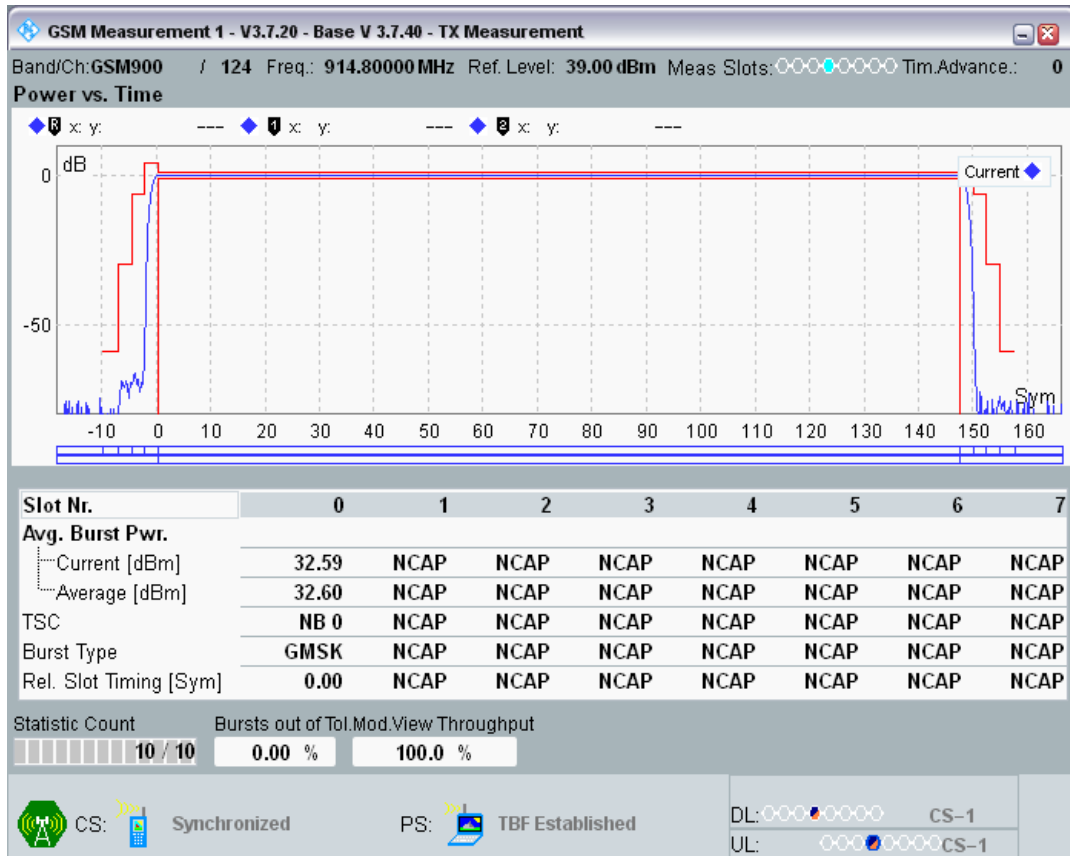 GSM Measurement 1 - V3.7.20 - Base V 3.7.40 - TX Measurement
Band/Ch:GSM900 / 124 Freq.: 914.80000 MHz Ref. Level: 39.00 dBm Meas Slots: Tim.Advance.: 0
Power vs. Time
R x: y: --- 1 x: y: --- 2 x: y: ---
dB
Current
0
-50
Sym
-10 0 10 20 30 40 50 60 70 80 90 100 110 120 130 140 150 160
Slot Nr. 0 1 2 3 4 5 6 7
Avg. Burst Pwr.
Current [dBm] 32.59 NCAP NCAP NCAP NCAP NCAP NCAP NCAP
Average [dBm] 32.60 NCAP NCAP NCAP NCAP NCAP NCAP NCAP
TSC NB 0 NCAP NCAP NCAP NCAP NCAP NCAP NCAP
Burst Type GMSK NCAP NCAP NCAP NCAP NCAP NCAP NCAP
Rel. Slot Timing [Sym] 0.00 NCAP NCAP NCAP NCAP NCAP NCAP NCAP
Statistic Count Bursts out of Tol. Mod.View Throughput
10 / 10 0.00 % 100.0 %
CS: Synchronized PS: TBF Established
DL: CS-1
UL: CS-1